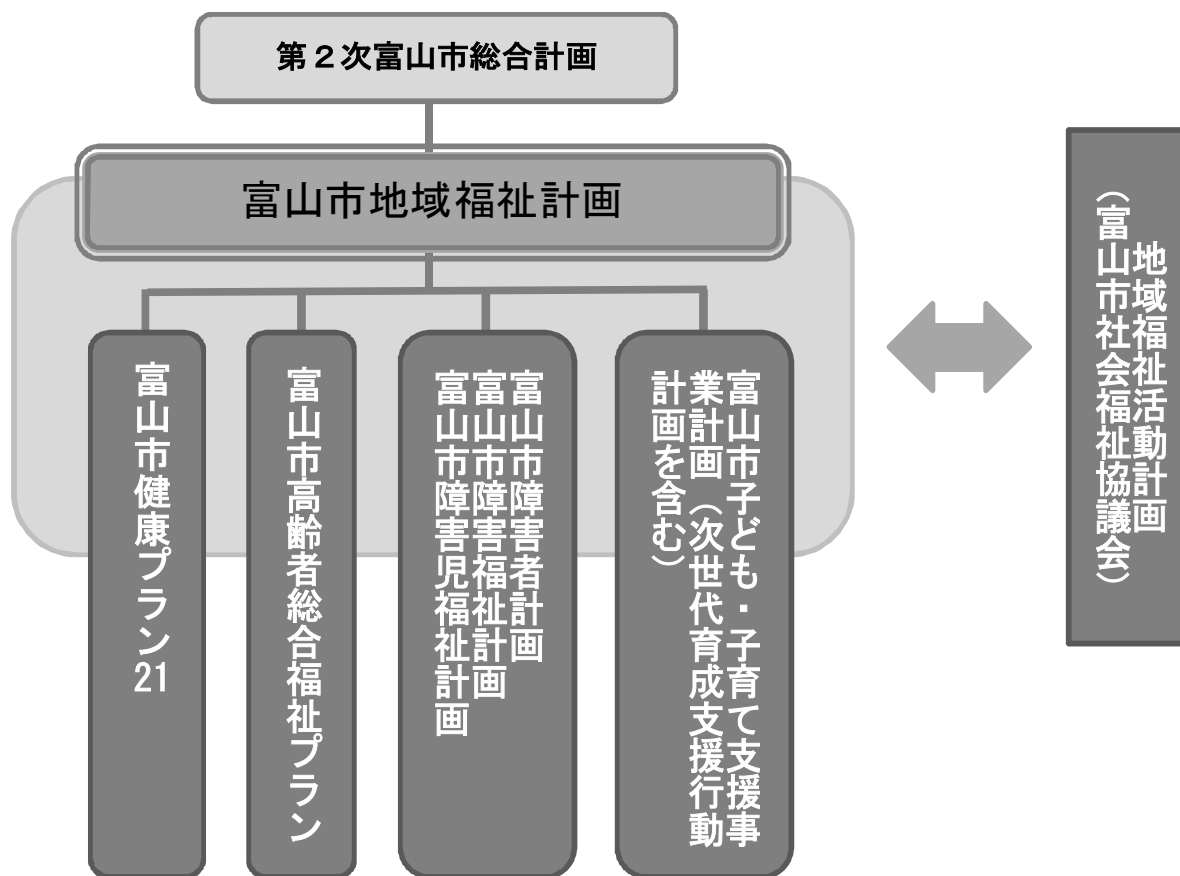 第２次富山市総合計画
富山市地域福祉計画
富山市健康プラン21
富山市高齢者総合福祉プラン
富山市障害者計画
富山市障害福祉計画
富山市障害児福祉計画
富山市子ども・子育て支援事
業計画（次世代育成支援行動
計画を含む）
地域福祉活動計画
（富山市社会福祉協議会）